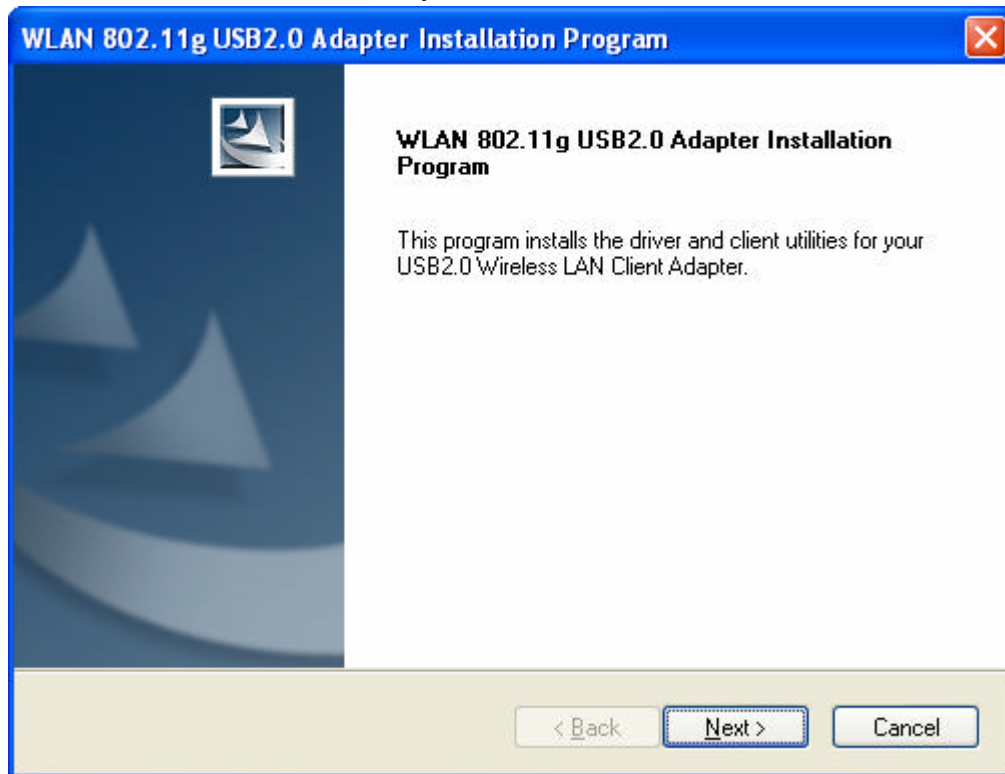 WLAN 802.11g USB2.0 Adapter Installation Program
WLAN 802.11g USB2.0 Adapter Installation
Program
This program installs the driver and client utilities for your
USB2.0 Wireless LAN Client Adapter.
< Back
Next >
Cancel